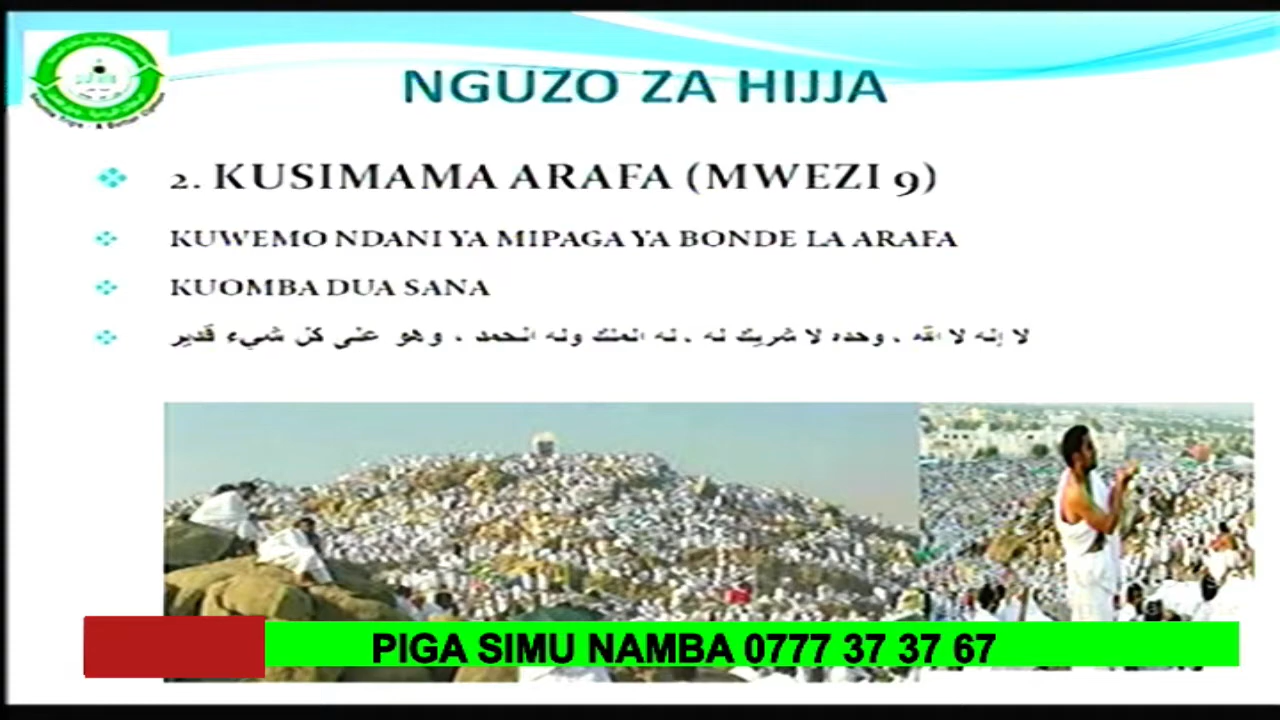 NGUZO ZA HIJJA
2. KUSIMAMA ARAFA (MWEZI 9)
KUWEMO NDANI YA MIPAGA YA BONDE LA ARAFA
KUOMBA DUA SANA
لا إله لا الله ، وحده لا شريك له ، له الملك وله الحمد ، وهو على كل شيء قدير
PIGA SIMU NAMBA 0777 37 37 67